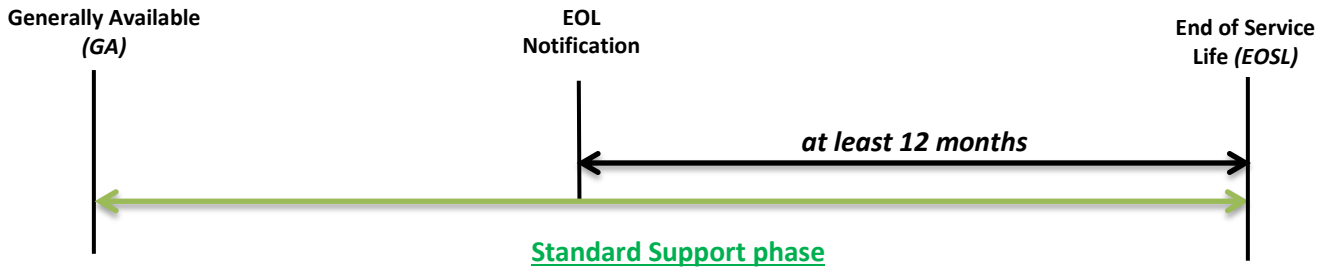 Generally Available
(GA)
EOL
Notification
End of Service
Life (EOSL)
at least 12 months
Standard Support phase